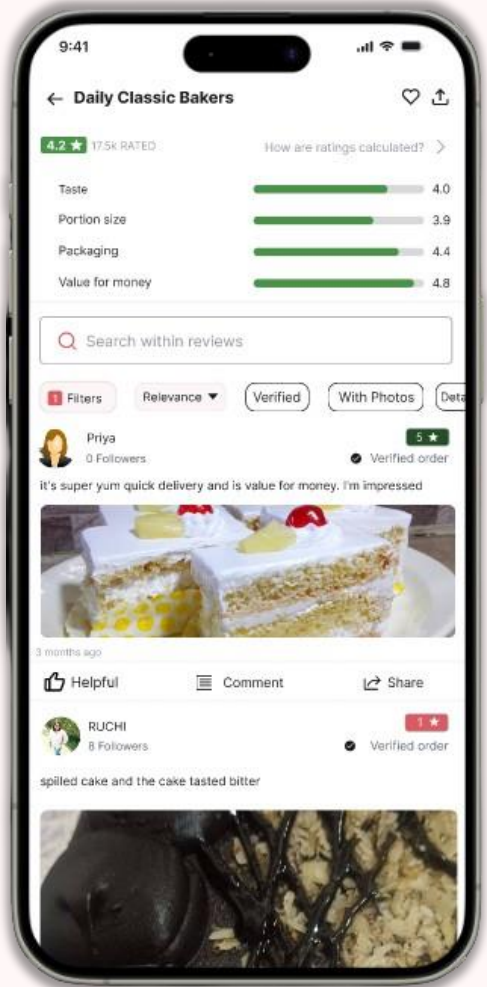 9:41
Daily Classic Bakers
4.2 ★ 17.5k RATED How are ratings calculated?
Taste 4.0
Portion size 3.9
Packaging 4.4
Value for money 4.8
Search within reviews
1 Filters Relevance ▼ Verified With Photos Deta
Priya 5 ★
0 Followers Verified order
it's super yum quick delivery and is value for money. I'm impressed
3 months ago
Helpful Comment Share
RUCHI 1 ★
8 Followers Verified order
spilled cake and the cake tasted bitter